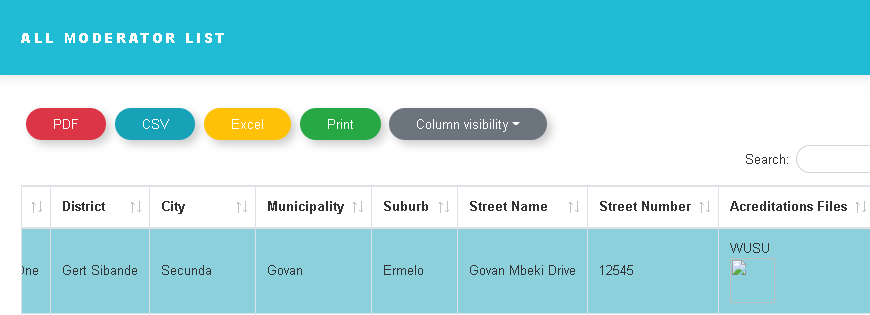 ALL MODERATOR LIST
PDF CSV Excel Print Column visibility
Search:
District City Municipality Suburb Street Name Street Number Acreditations Files
WUSU
One Gert Sibande Secunda Govan Ermelo Govan Mbeki Drive 12545